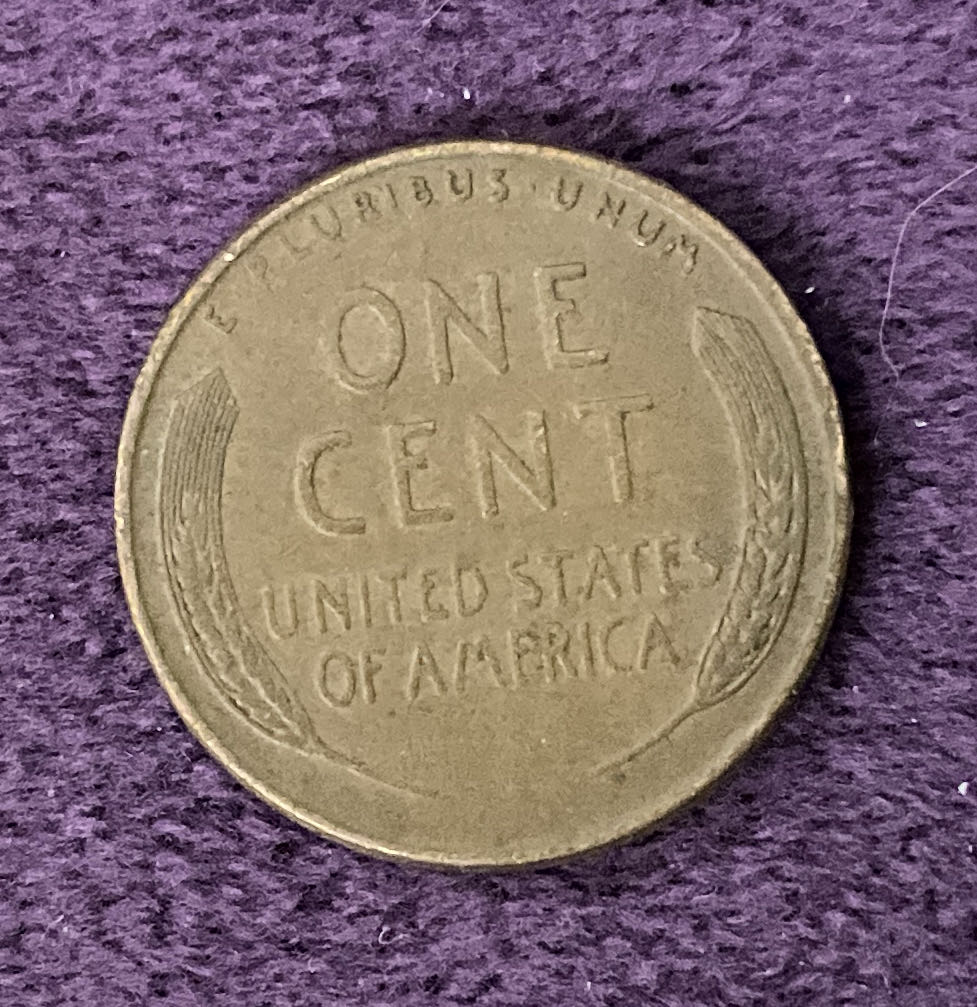 E PLURIBUS · UNUM
ONE
CENT
UNITED STATES
OF AMERICA